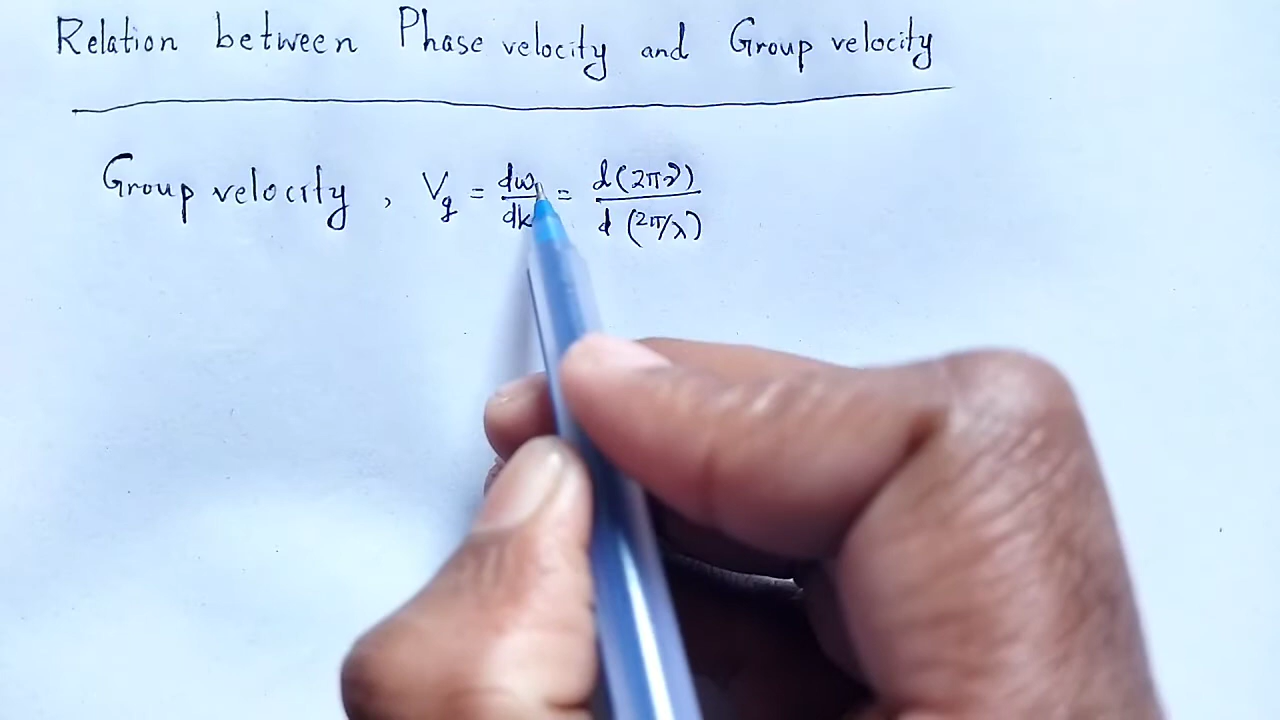 Relation between Phase velocity and Group velocity
Group velocity , Vg = dω/dk = d(2πν)/d(2π/λ)